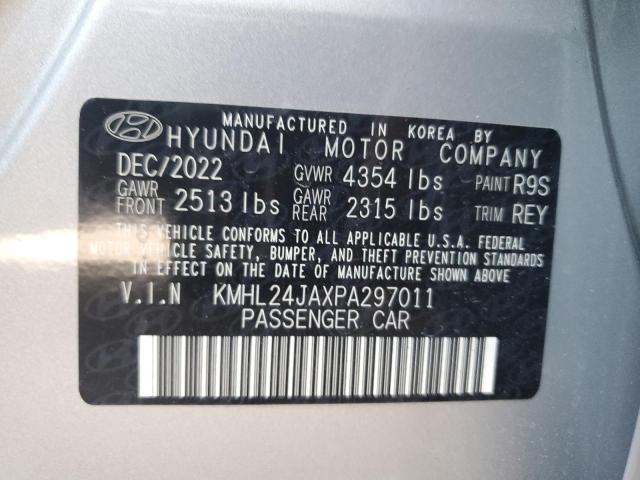 MANUFACTURED IN KOREA BY
HYUNDAI MOTOR COMPANY
DEC/2022 GVWR 4354 lbs PAINT R9S
GAWR FRONT 2513 lbs GAWR REAR 2315 lbs TRIM REY
THIS VEHICLE CONFORMS TO ALL APPLICABLE U.S.A. FEDERAL
MOTOR VEHICLE SAFETY, BUMPER, AND THEFT PREVENTION STANDARDS
IN EFFECT ON THE DATE OF MANUFACTURE SHOWN ABOVE.
V.I.N KMHL24JAXPA297011
PASSENGER CAR